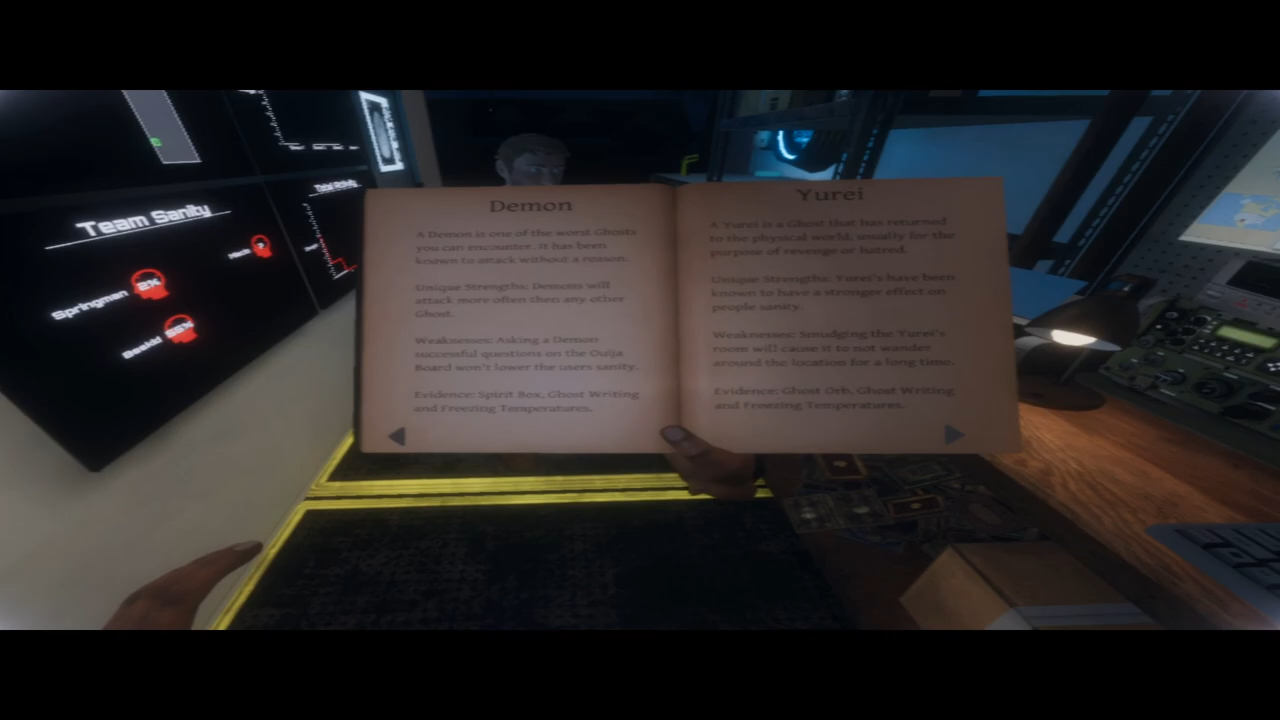 Total Activity
Team Sanity
Springman
Beskid
Demon
A Demon is one of the worst Ghosts
you can encounter. It has been
known to attack without a reason.
Unique Strengths: Demons will
attack more often then any other
Ghost.
Weaknesses: Asking a Demon
successful questions on the Ouija
Board won't lower the users sanity.
Evidence: Spirit Box, Ghost Writing
and Freezing Temperatures.
Yurei
A Yurei is a Ghost that has returned
to the physical world, usually for the
purpose of revenge or hatred.
Unique Strengths: Yurei's have been
known to have a stronger effect on
people sanity.
Weaknesses: Smudging the Yurei's
room will cause it to not wander
around the location for a long time.
Evidence: Ghost Orb, Ghost Writing
and Freezing Temperatures.